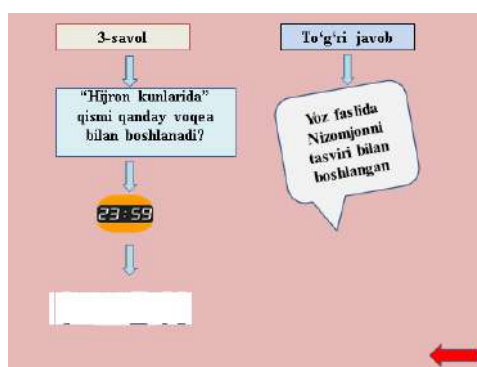 3-savol
“Hijron kunlarida”
qismi qanday voqea
bilan boshlanadi?
23:59
To‘g‘ri javob
Yoz faslida
Nizomjonni
tasviri bilan
boshlangan